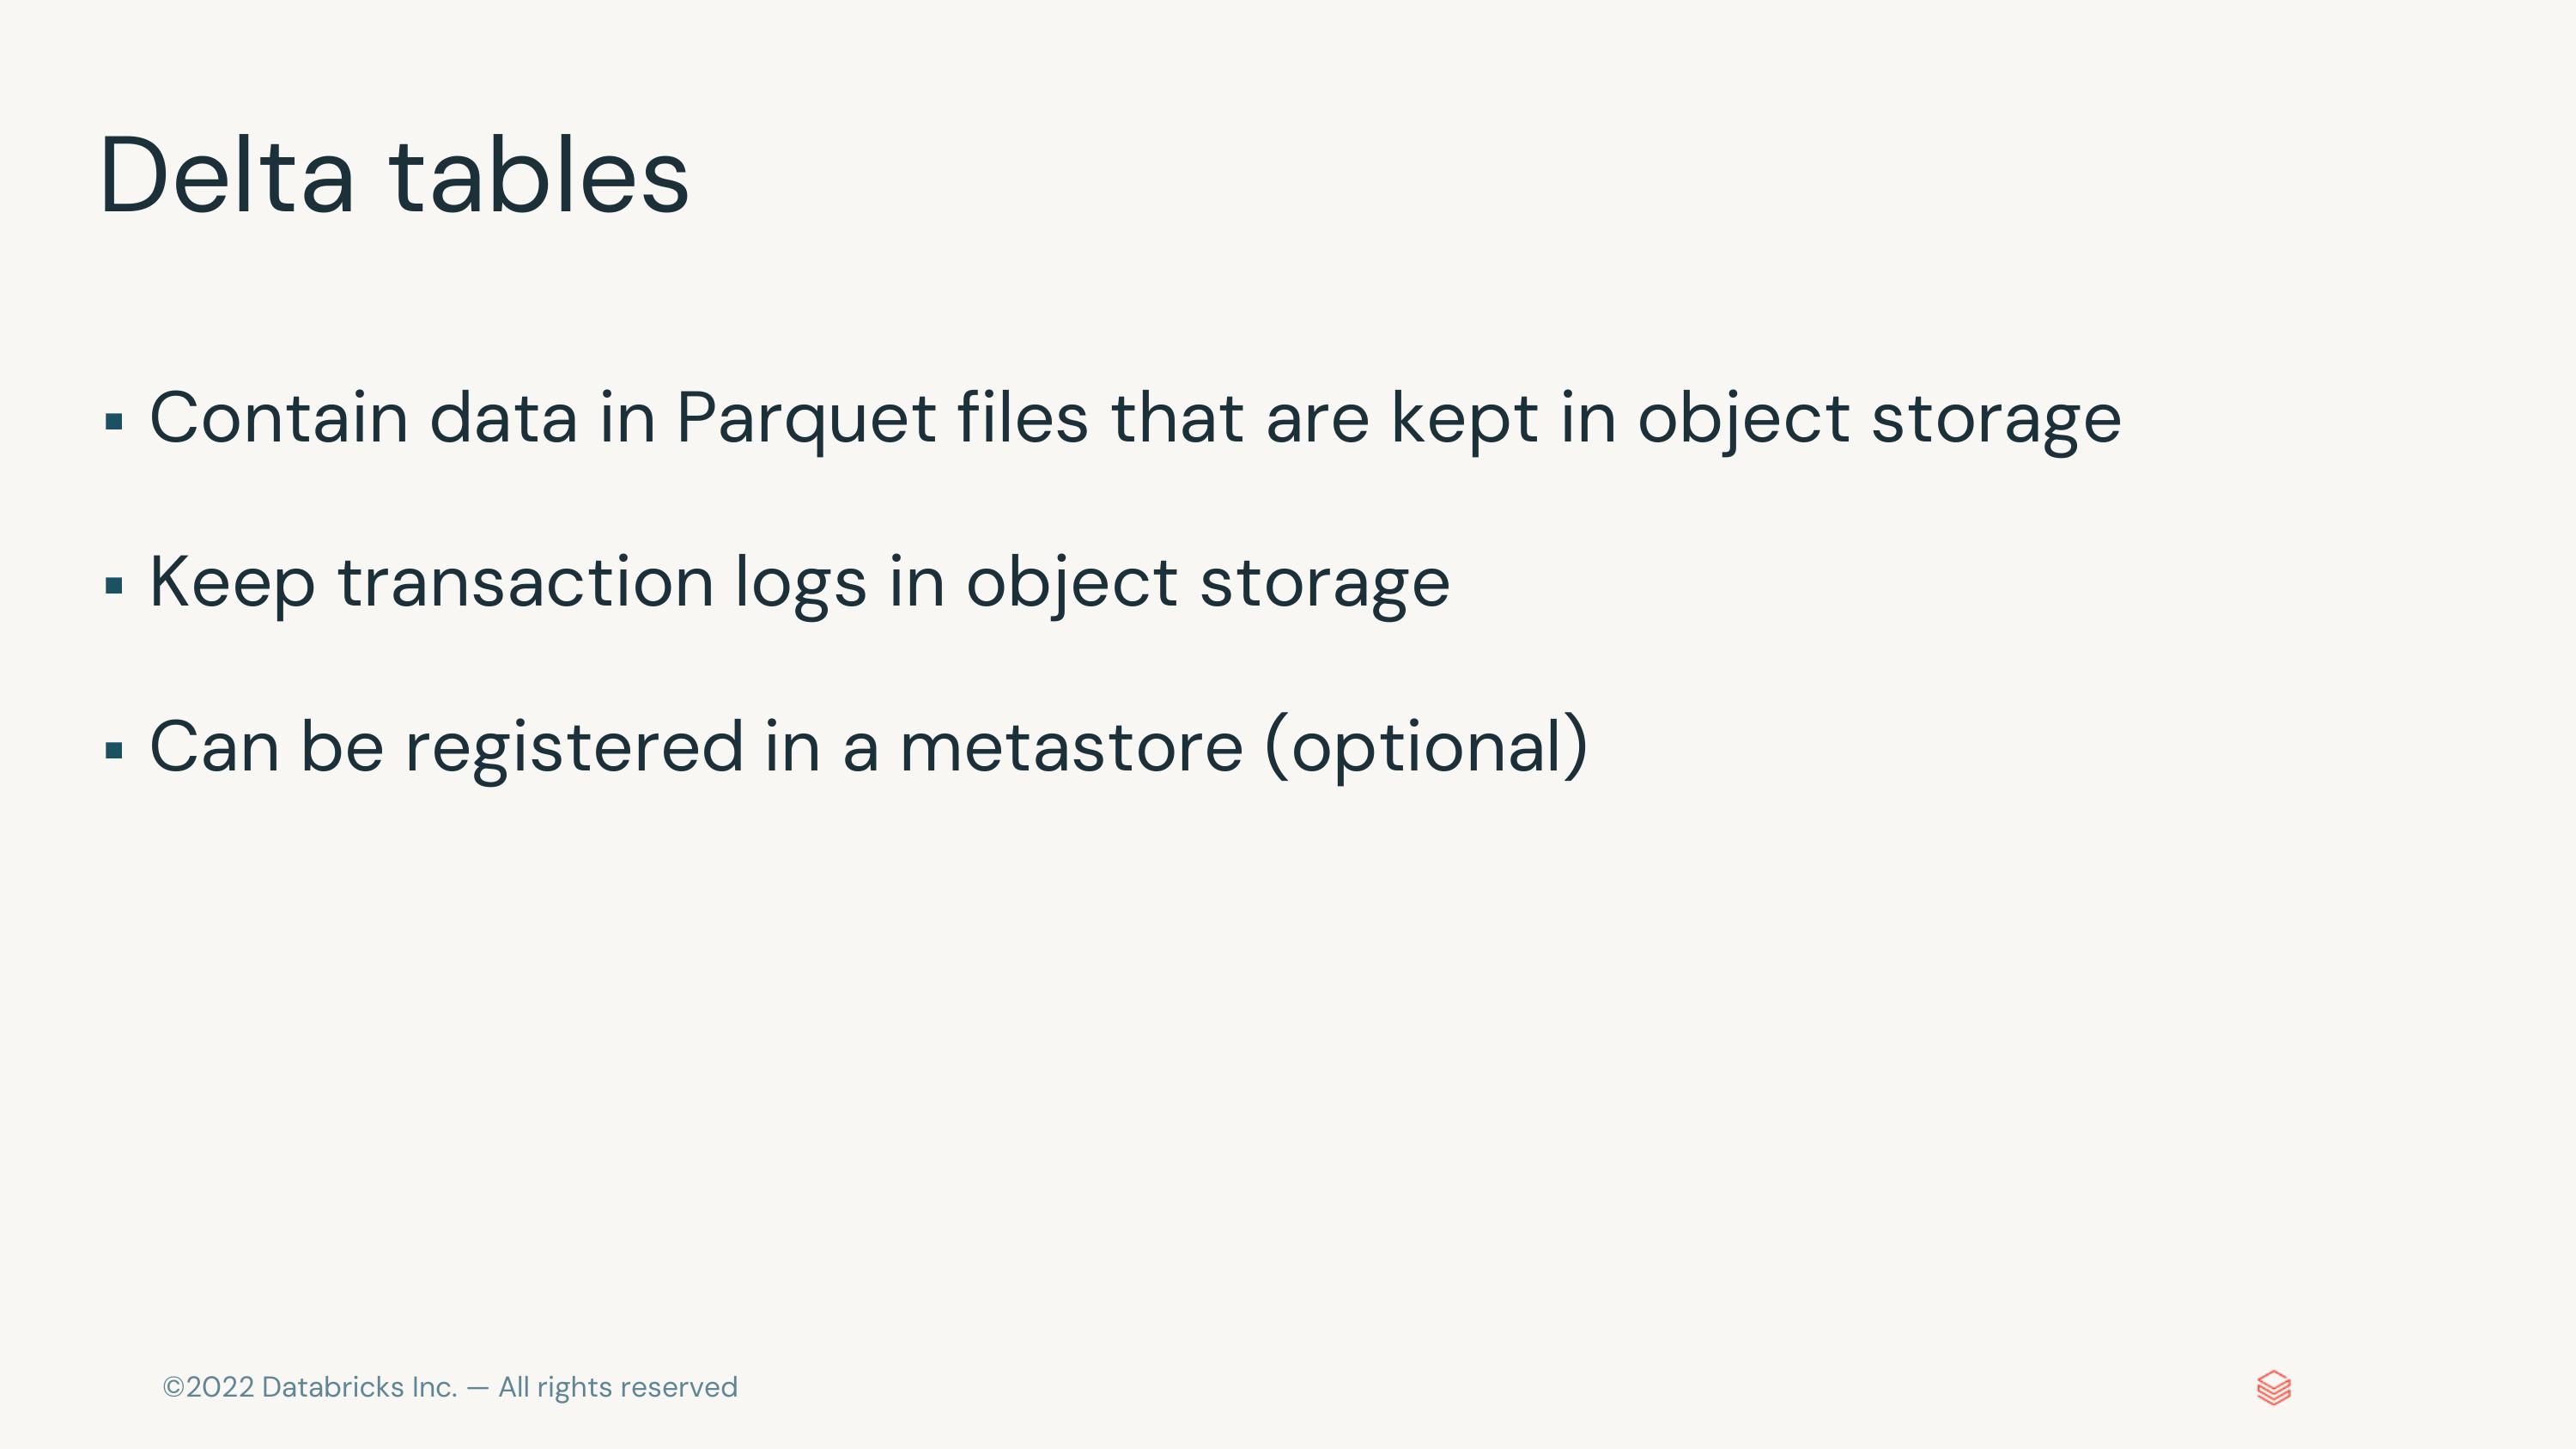 Delta tables
▪ Contain data in Parquet files that are kept in object storage
▪ Keep transaction logs in object storage
▪ Can be registered in a metastore (optional)
©2022 Databricks Inc. — All rights reserved